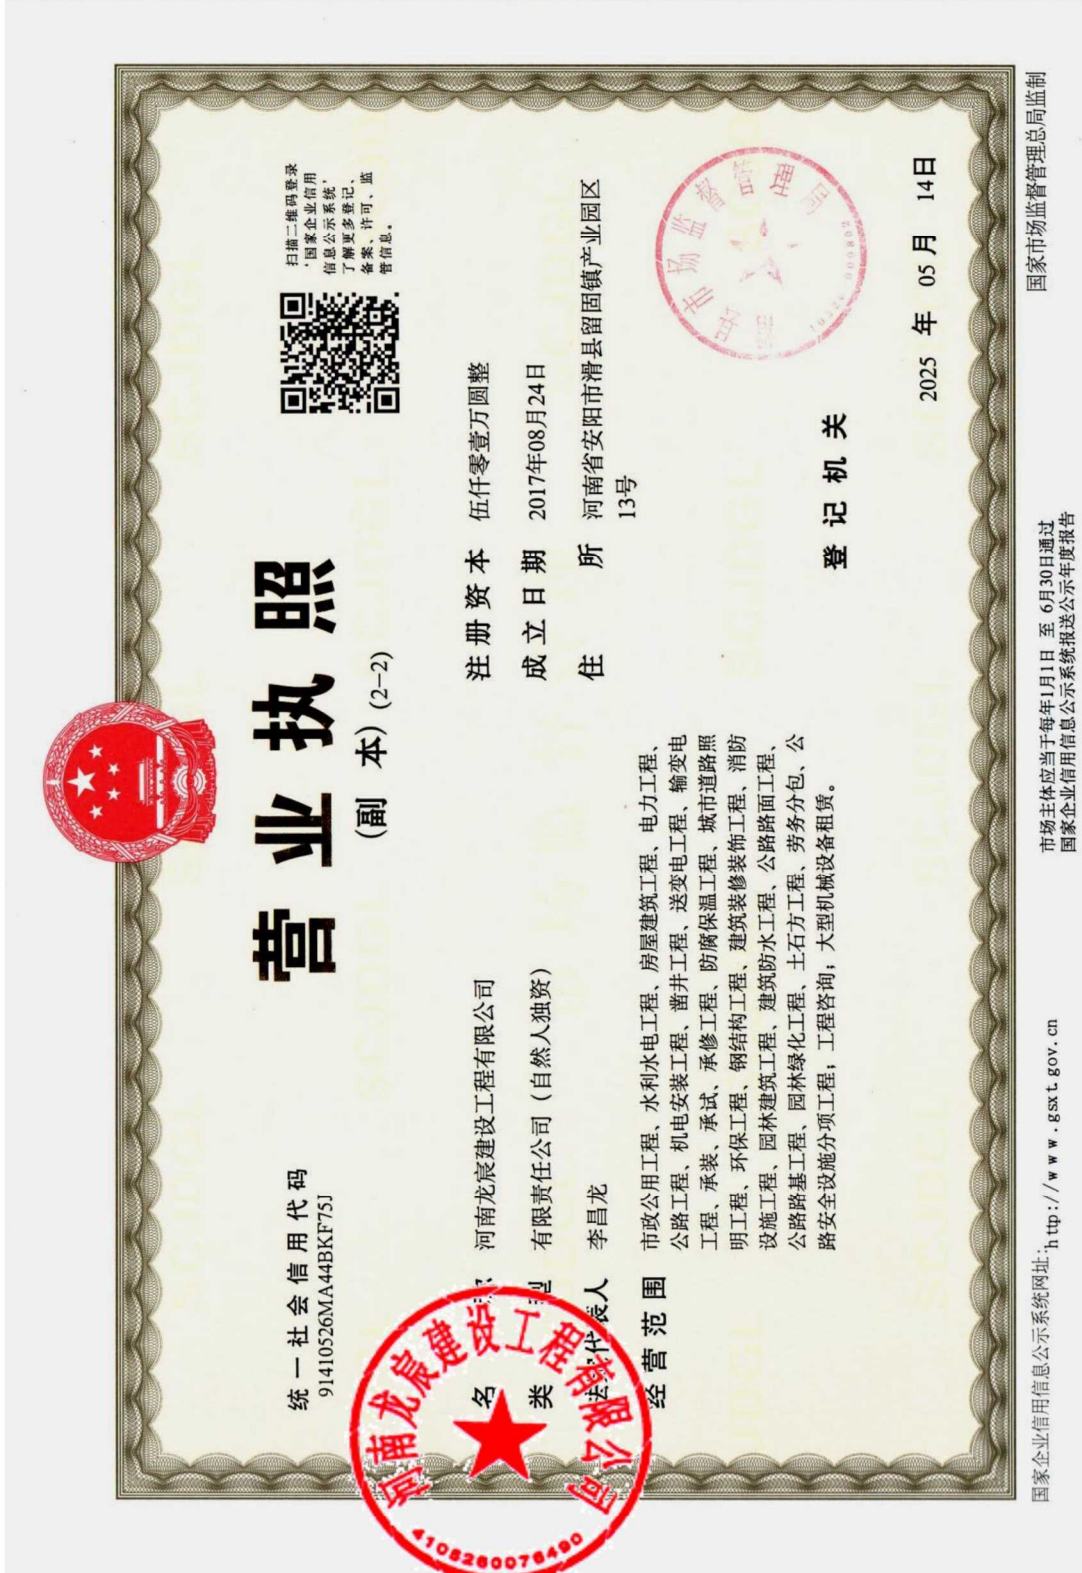 统一社会信用代码
91410526MA44BKF75J
营业执照
(副 本) (2-2)
扫描二维码登录
'国家企业信用
信息公示系统'
了解更多登记、
备案、许可、监
管信息。
名 称 河南龙宸建设工程有限公司
类 型 有限责任公司（自然人独资）
法定代表人 李昌龙
经营范围 市政公用工程、水利水电工程、房屋建筑工程、电力工程、
公路工程、机电安装工程、凿井工程、送变电工程、输变电
工程、承装、承试、承修工程、防腐保温工程、城市道路照
明工程、环保工程、钢结构工程、建筑装修装饰工程、消防
设施工程、园林建筑工程、建筑防水工程、公路路面工程、
公路路基工程、园林绿化工程、土石方工程、劳务分包、公
路安全设施分项工程；工程咨询；大型机械设备租赁。
注册资本 伍仟零壹万圆整
成立日期 2017年08月24日
住 所 河南省安阳市滑县留固镇产业园区
13号
登记机关
滑县市场监督管理局
2025 年 05 月 14日
河南龙宸建设工程有限公司
4105260076490
国家企业信用信息公示系统网址:http://www.gsxt.gov.cn
市场主体应当于每年1月1日 至 6月30日通过
国家企业信用信息公示系统报送公示年度报告
国家市场监督管理总局监制